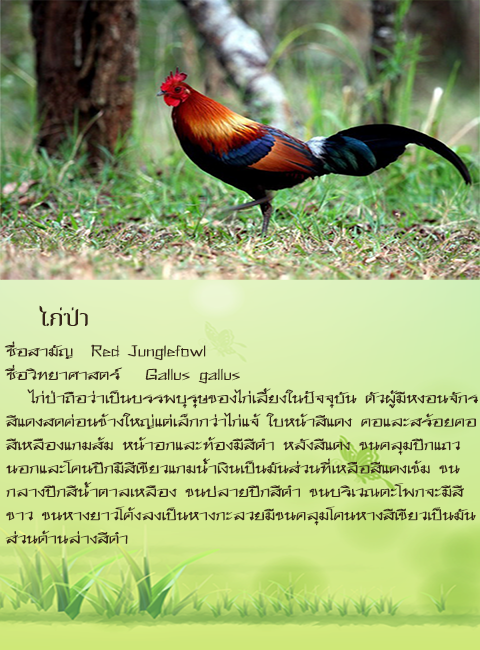 ไก่ป่า
ชื่อสามัญ Red Junglefowl
ชื่อวิทยาศาสตร์ Gallus gallus
ไก่ป่าถือว่าเป็นบรรพบุรุษของไก่เลี้ยงในปัจจุบัน ตัวผู้มีหงอนจักร
สีแดงสดค่อนข้างใหญ่แต่เล็กกว่าไก่แจ้ ใบหน้าสีแดง คอและสร้อยคอ
สีเหลืองแกมส้ม หน้าอกและท้องมีสีดำ หลังสีแดง ขนคลุมปีกแถว
นอกและโคนปีกมีสีเขียวแกมน้ำเงินเป็นมันส่วนที่เหลือสีแดงเข้ม ขน
กลางปีกสีน้ำตาลเหลือง ขนปลายปีกสีดำ ขนบริเวณตะโพกจะมีสี
ขาว ขนหางยาวโค้งลงเป็นหางกะลวยมีขนคลุมโคนหางสีเขียวเป็นมัน
ส่วนด้านล่างสีดำ